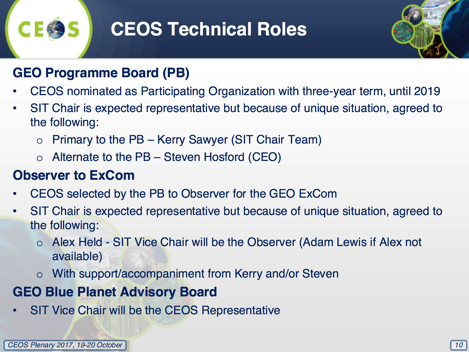 CEOS
CEOS Technical Roles
GEO Programme Board (PB)
• CEOS nominated as Participating Organization with three-year term, until 2019
• SIT Chair is expected representative but because of unique situation, agreed to
the following:
o Primary to the PB – Kerry Sawyer (SIT Chair Team)
o Alternate to the PB – Steven Hosford (CEO)
Observer to ExCom
• CEOS selected by the PB to Observer for the GEO ExCom
• SIT Chair is expected representative but because of unique situation, agreed to
the following:
o Alex Held - SIT Vice Chair will be the Observer (Adam Lewis if Alex not
available)
o With support/accompaniment from Kerry and/or Steven
GEO Blue Planet Advisory Board
• SIT Vice Chair will be the CEOS Representative
CEOS Plenary 2017, 19-20 October
10